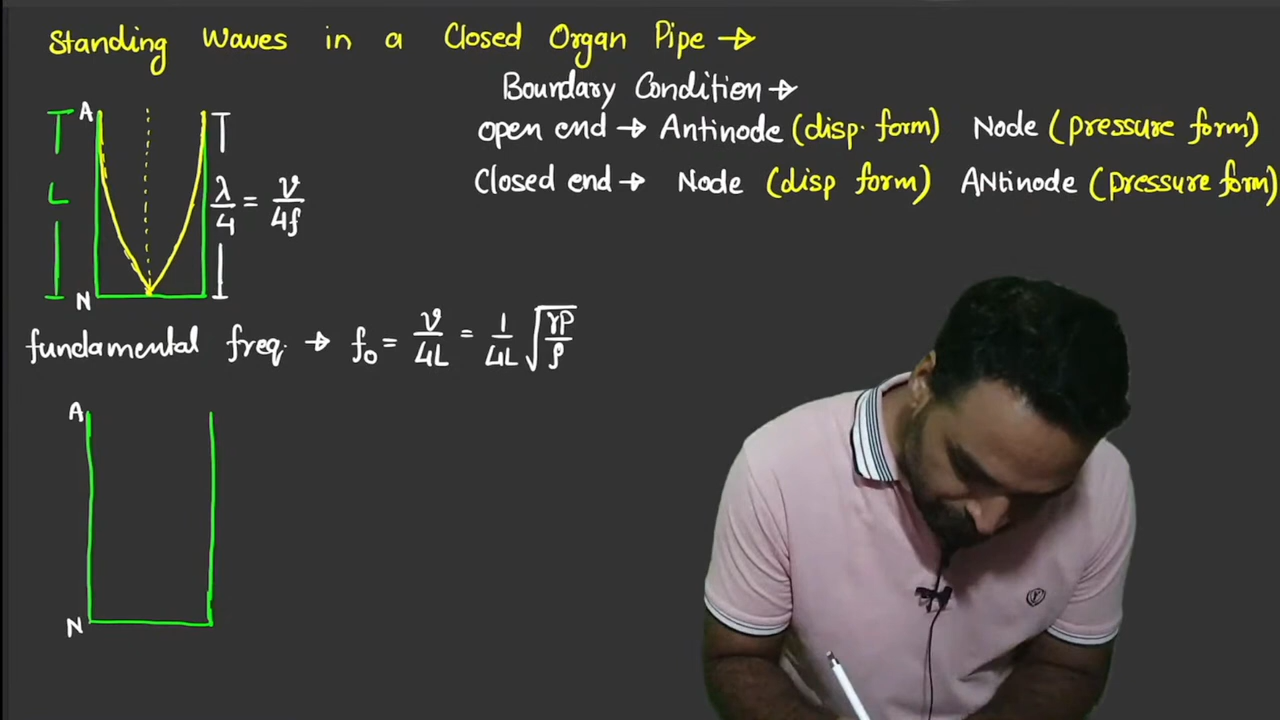 Standing Waves in a Closed Organ Pipe →
Boundary Condition →
open end → Antinode (disp. form) Node (pressure form)
Closed end → Node (disp form) ANtinode (pressure form)
A
L
λ/4 = v/4f
N
fundamental freq. → f₀ = v/4L = 1/4L √(γP/ρ)
A
N